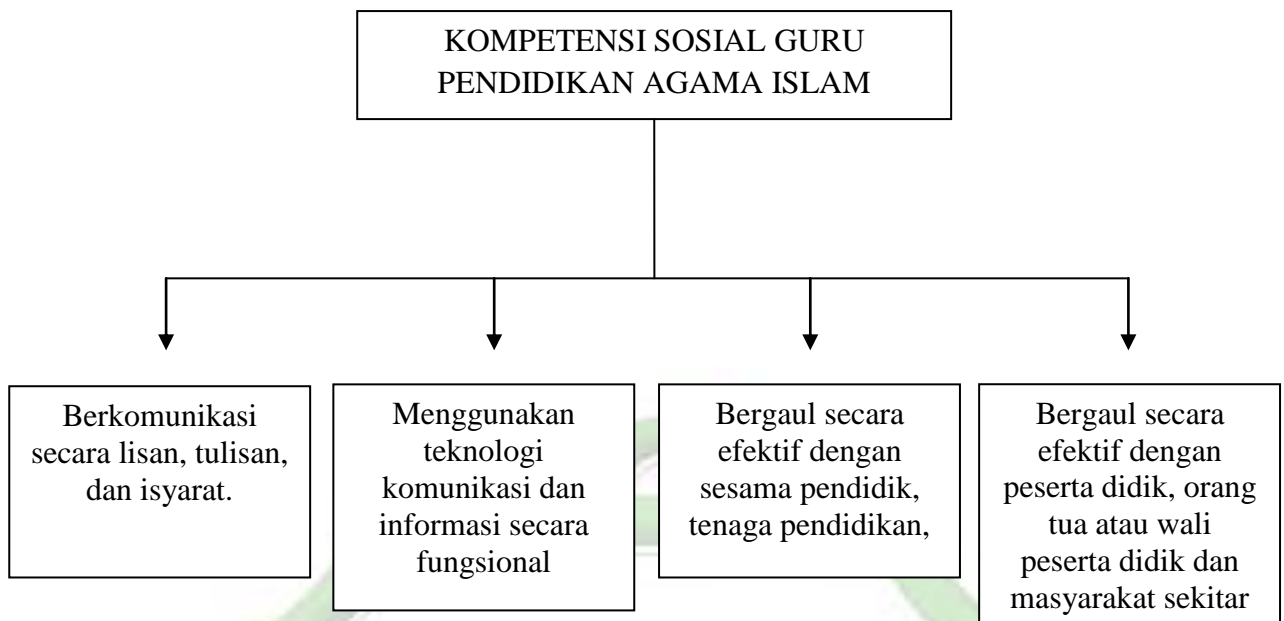 KOMPETENSI SOSIAL GURU
PENDIDIKAN AGAMA ISLAM
Berkomunikasi
secara lisan, tulisan,
dan isyarat.
Menggunakan
teknologi
komunikasi dan
informasi secara
fungsional
Bergaul secara
efektif dengan
sesama pendidik,
tenaga pendidikan,
Bergaul secara
efektif dengan
peserta didik, orang
tua atau wali
peserta didik dan
masyarakat sekitar